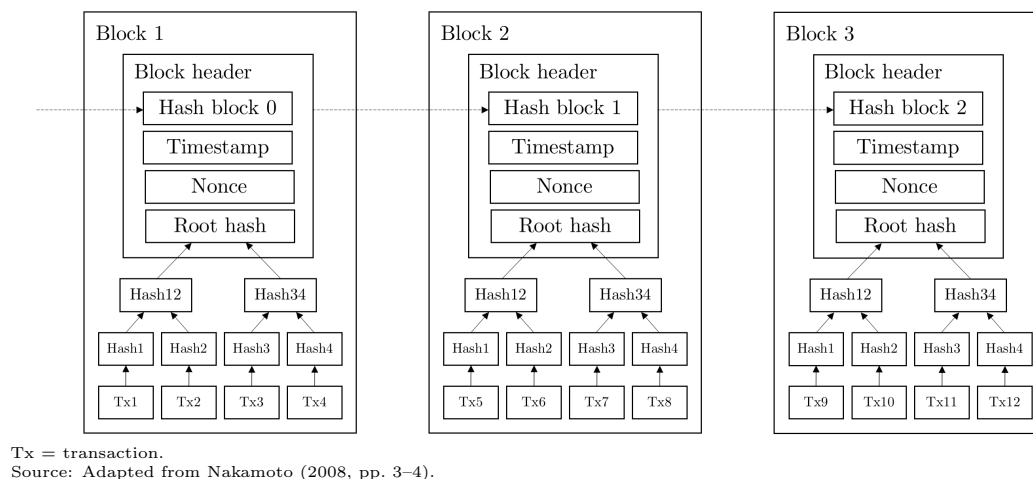 Block 1
Block header
Hash block 0
Timestamp
Nonce
Root hash
Hash12
Hash34
Hash1
Hash2
Hash3
Hash4
Tx1
Tx2
Tx3
Tx4
Block 2
Block header
Hash block 1
Timestamp
Nonce
Root hash
Hash12
Hash34
Hash1
Hash2
Hash3
Hash4
Tx5
Tx6
Tx7
Tx8
Block 3
Block header
Hash block 2
Timestamp
Nonce
Root hash
Hash12
Hash34
Hash1
Hash2
Hash3
Hash4
Tx9
Tx10
Tx11
Tx12
Tx = transaction.
Source: Adapted from Nakamoto (2008, pp. 3–4).